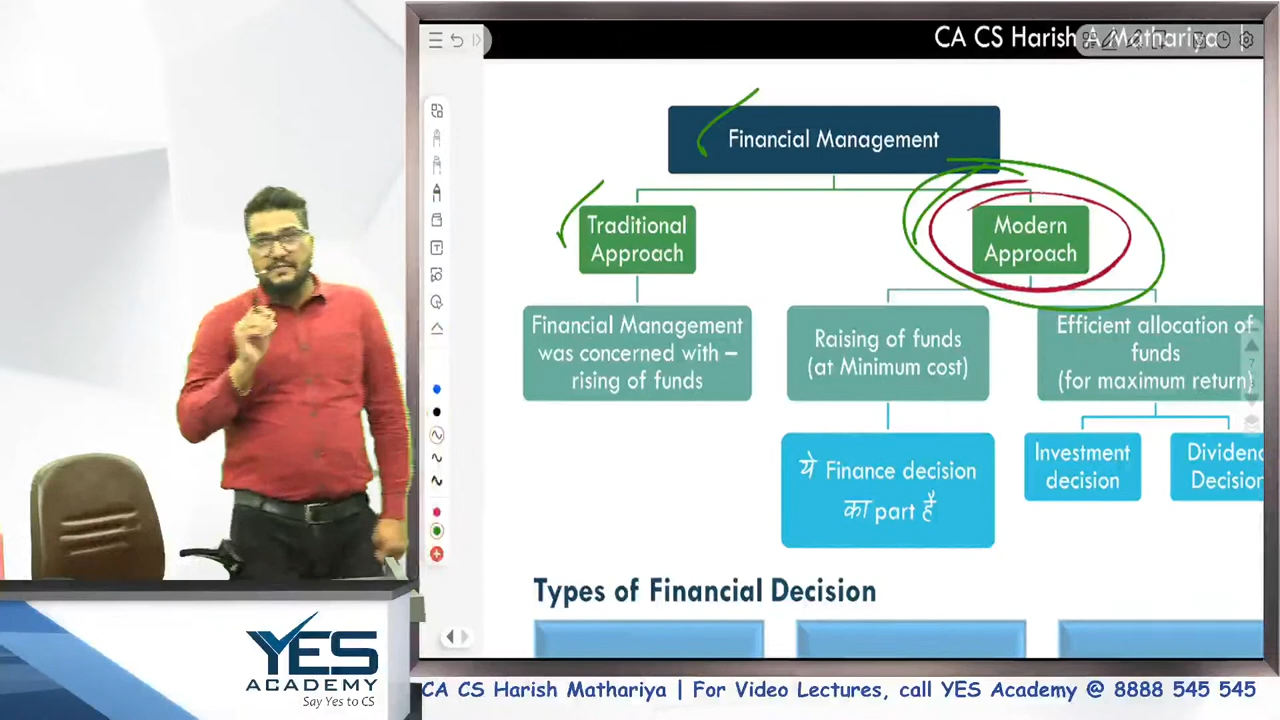 CA CS Harish A Mathariya |
Financial Management
Traditional
Approach
Modern
Approach
Financial Management
was concerned with –
rising of funds
Raising of funds
(at Minimum cost)
Efficient allocation of
funds
(for maximum return)
ये Finance decision
का part है
Investment
decision
Dividend
Decision
Types of Financial Decision
YES
ACADEMY
Say Yes to CS
CA CS Harish Mathariya | For Video Lectures, call YES Academy @ 8888 545 545